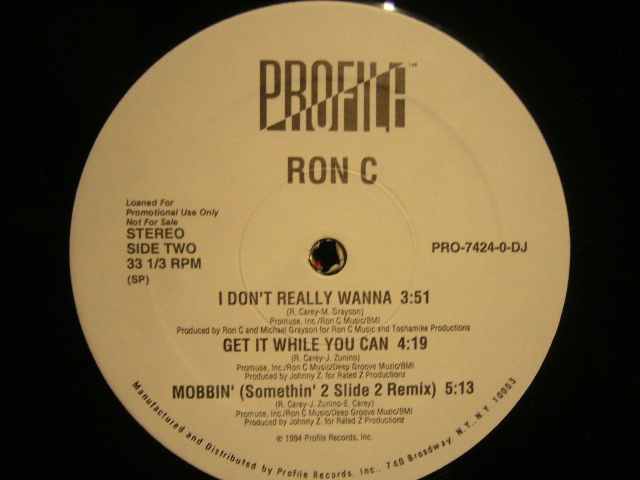 PROFILE™
RON C
Loaned For
Promotional Use Only
Not For Sale
STEREO
SIDE TWO
33 1/3 RPM
(SP)
PRO-7424-0-DJ
I DON'T REALLY WANNA 3:51
(R. Carey-M. Grayson)
Promuse, Inc./Ron C Music/BMI
Produced by Ron C and Michael Grayson for Ron C Music and Toshamike Productions
GET IT WHILE YOU CAN 4:19
(R. Carey-J. Zunino)
Promuse, Inc./Ron C Music/Deep Groove Muzic/BMI
Produced by Johnny Z. for Rated Z Productionz
MOBBIN' (Somethin' 2 Slide 2 Remix) 5:13
(R. Carey-J. Zunino-E. Carey)
Promuse, Inc./Ron C Music/Deep Groove Muzic/BMI
Produced by Johnny Z. for Rated Z Productionz
℗ 1994 Profile Records, Inc.
Manufactured and Distributed by Profile Records, Inc., 740 Broadway, N.Y., N.Y. 10003